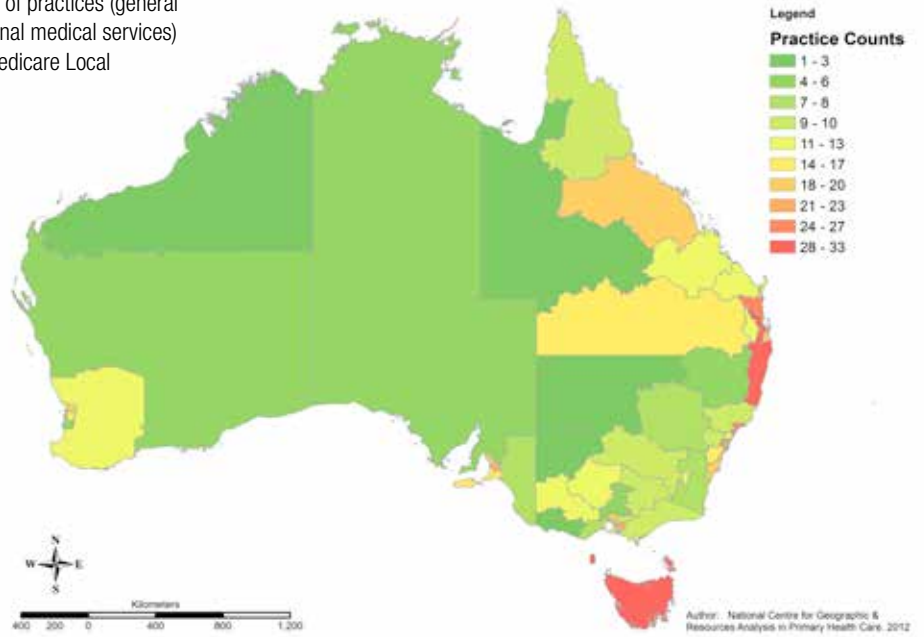 of practices (general
nal medical services)
edicare Local
Legend
Practice Counts
1 - 3
4 - 6
7 - 8
9 - 10
11 - 13
14 - 17
18 - 20
21 - 23
24 - 27
28 - 33
N
W E
S
Kilometers
400 200 0 400 800 1,200
Author: National Centre for Geographic &
Resources Analysis in Primary Health Care, 2012